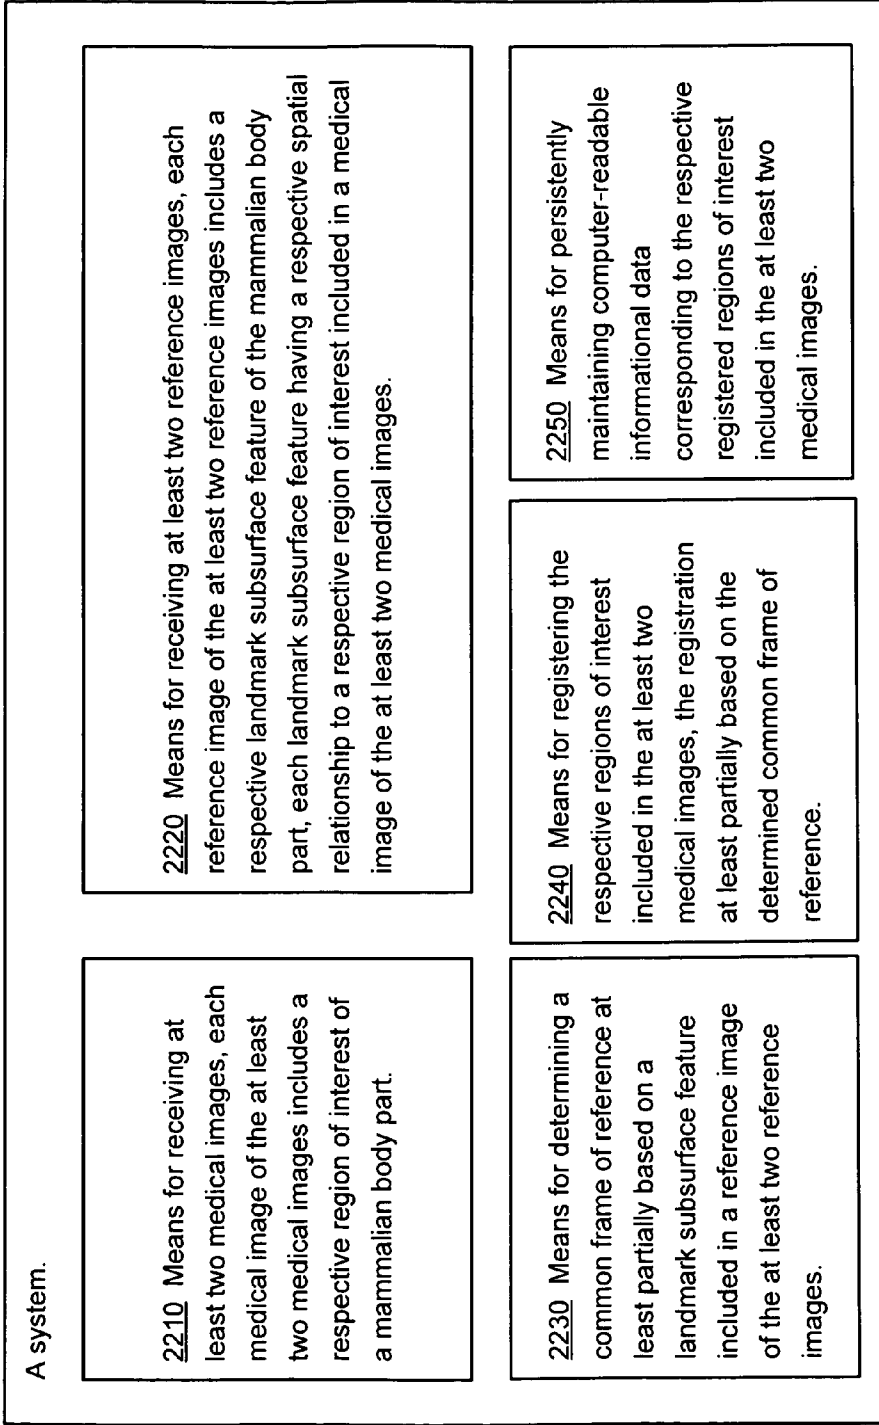 A system.
2210 Means for receiving at
least two medical images, each
medical image of the at least
two medical images includes a
respective region of interest of
a mammalian body part.
2220 Means for receiving at least two reference images, each
reference image of the at least two reference images includes a
respective landmark subsurface feature of the mammalian body
part, each landmark subsurface feature having a respective spatial
relationship to a respective region of interest included in a medical
image of the at least two medical images.
2230 Means for determining a
common frame of reference at
least partially based on a
landmark subsurface feature
included in a reference image
of the at least two reference
images.
2240 Means for registering the
respective regions of interest
included in the at least two
medical images, the registration
at least partially based on the
determined common frame of
reference.
2250 Means for persistently
maintaining computer-readable
informational data
corresponding to the respective
registered regions of interest
included in the at least two
medical images.